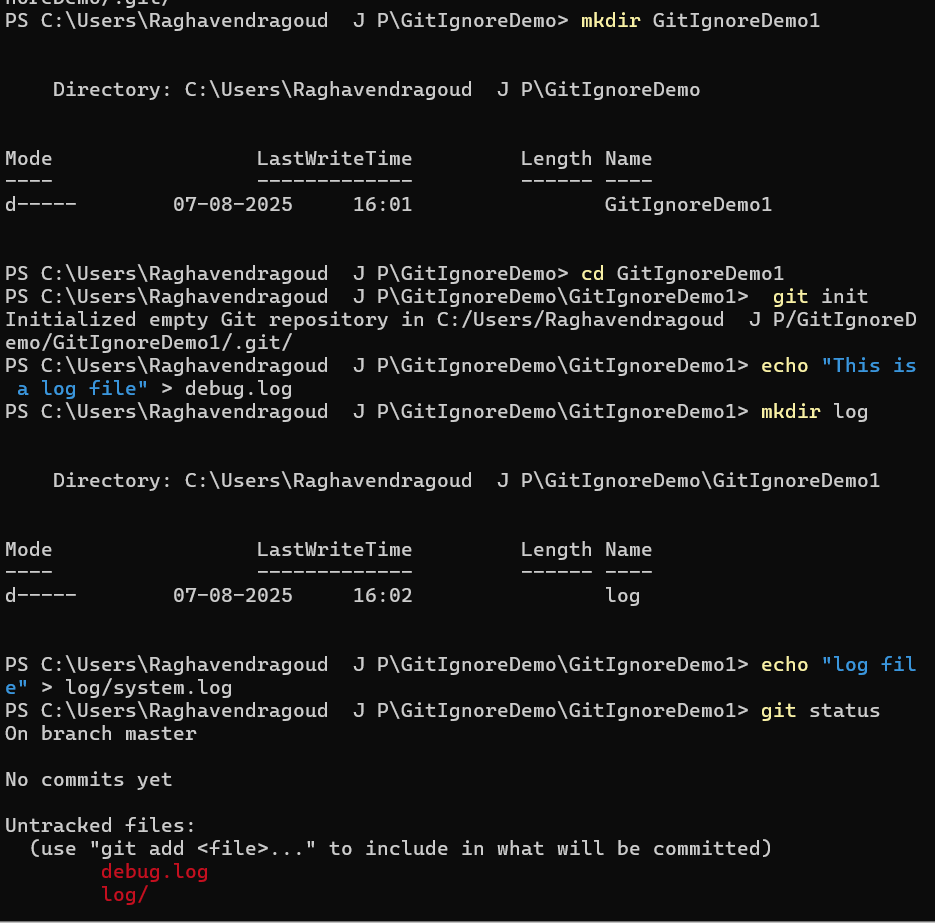 noreDemo/.git/
PS C:\Users\Raghavendragoud  J P\GitIgnoreDemo> mkdir GitIgnoreDemo1
Directory: C:\Users\Raghavendragoud  J P\GitIgnoreDemo
Mode                 LastWriteTime         Length Name
----                 -------------         ------ ----
d-----        07-08-2025     16:01                GitIgnoreDemo1
PS C:\Users\Raghavendragoud  J P\GitIgnoreDemo> cd GitIgnoreDemo1
PS C:\Users\Raghavendragoud  J P\GitIgnoreDemo\GitIgnoreDemo1>  git init
Initialized empty Git repository in C:/Users/Raghavendragoud  J P/GitIgnoreD
emo/GitIgnoreDemo1/.git/
PS C:\Users\Raghavendragoud  J P\GitIgnoreDemo\GitIgnoreDemo1> echo "This is
 a log file" > debug.log
PS C:\Users\Raghavendragoud  J P\GitIgnoreDemo\GitIgnoreDemo1> mkdir log
Directory: C:\Users\Raghavendragoud  J P\GitIgnoreDemo\GitIgnoreDemo1
Mode                 LastWriteTime         Length Name
----                 -------------         ------ ----
d-----        07-08-2025     16:02                log
PS C:\Users\Raghavendragoud  J P\GitIgnoreDemo\GitIgnoreDemo1> echo "log fil
e" > log/system.log
PS C:\Users\Raghavendragoud  J P\GitIgnoreDemo\GitIgnoreDemo1> git status
On branch master
No commits yet
Untracked files:
  (use "git add <file>..." to include in what will be committed)
        debug.log
        log/